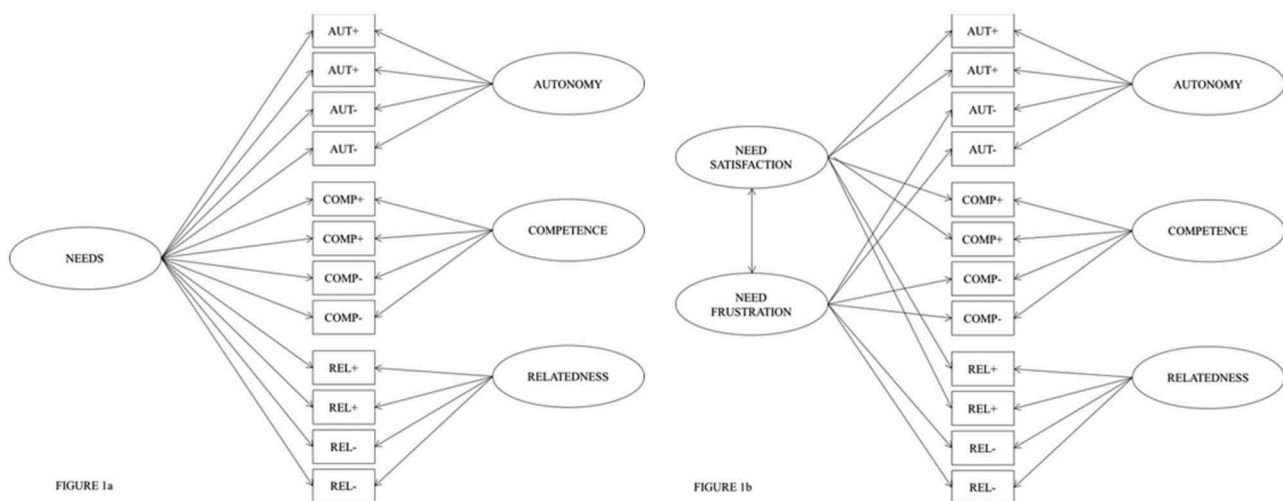 AUT+
AUT+
AUT-
AUT-
COMP+
COMP+
COMP-
COMP-
REL+
REL+
REL-
REL-
NEEDS
AUTONOMY
COMPETENCE
RELATEDNESS
FIGURE 1a
NEED
SATISFACTION
NEED
FRUSTRATION
AUT+
AUT+
AUT-
AUT-
COMP+
COMP+
COMP-
COMP-
REL+
REL+
REL-
REL-
AUTONOMY
COMPETENCE
RELATEDNESS
FIGURE 1b